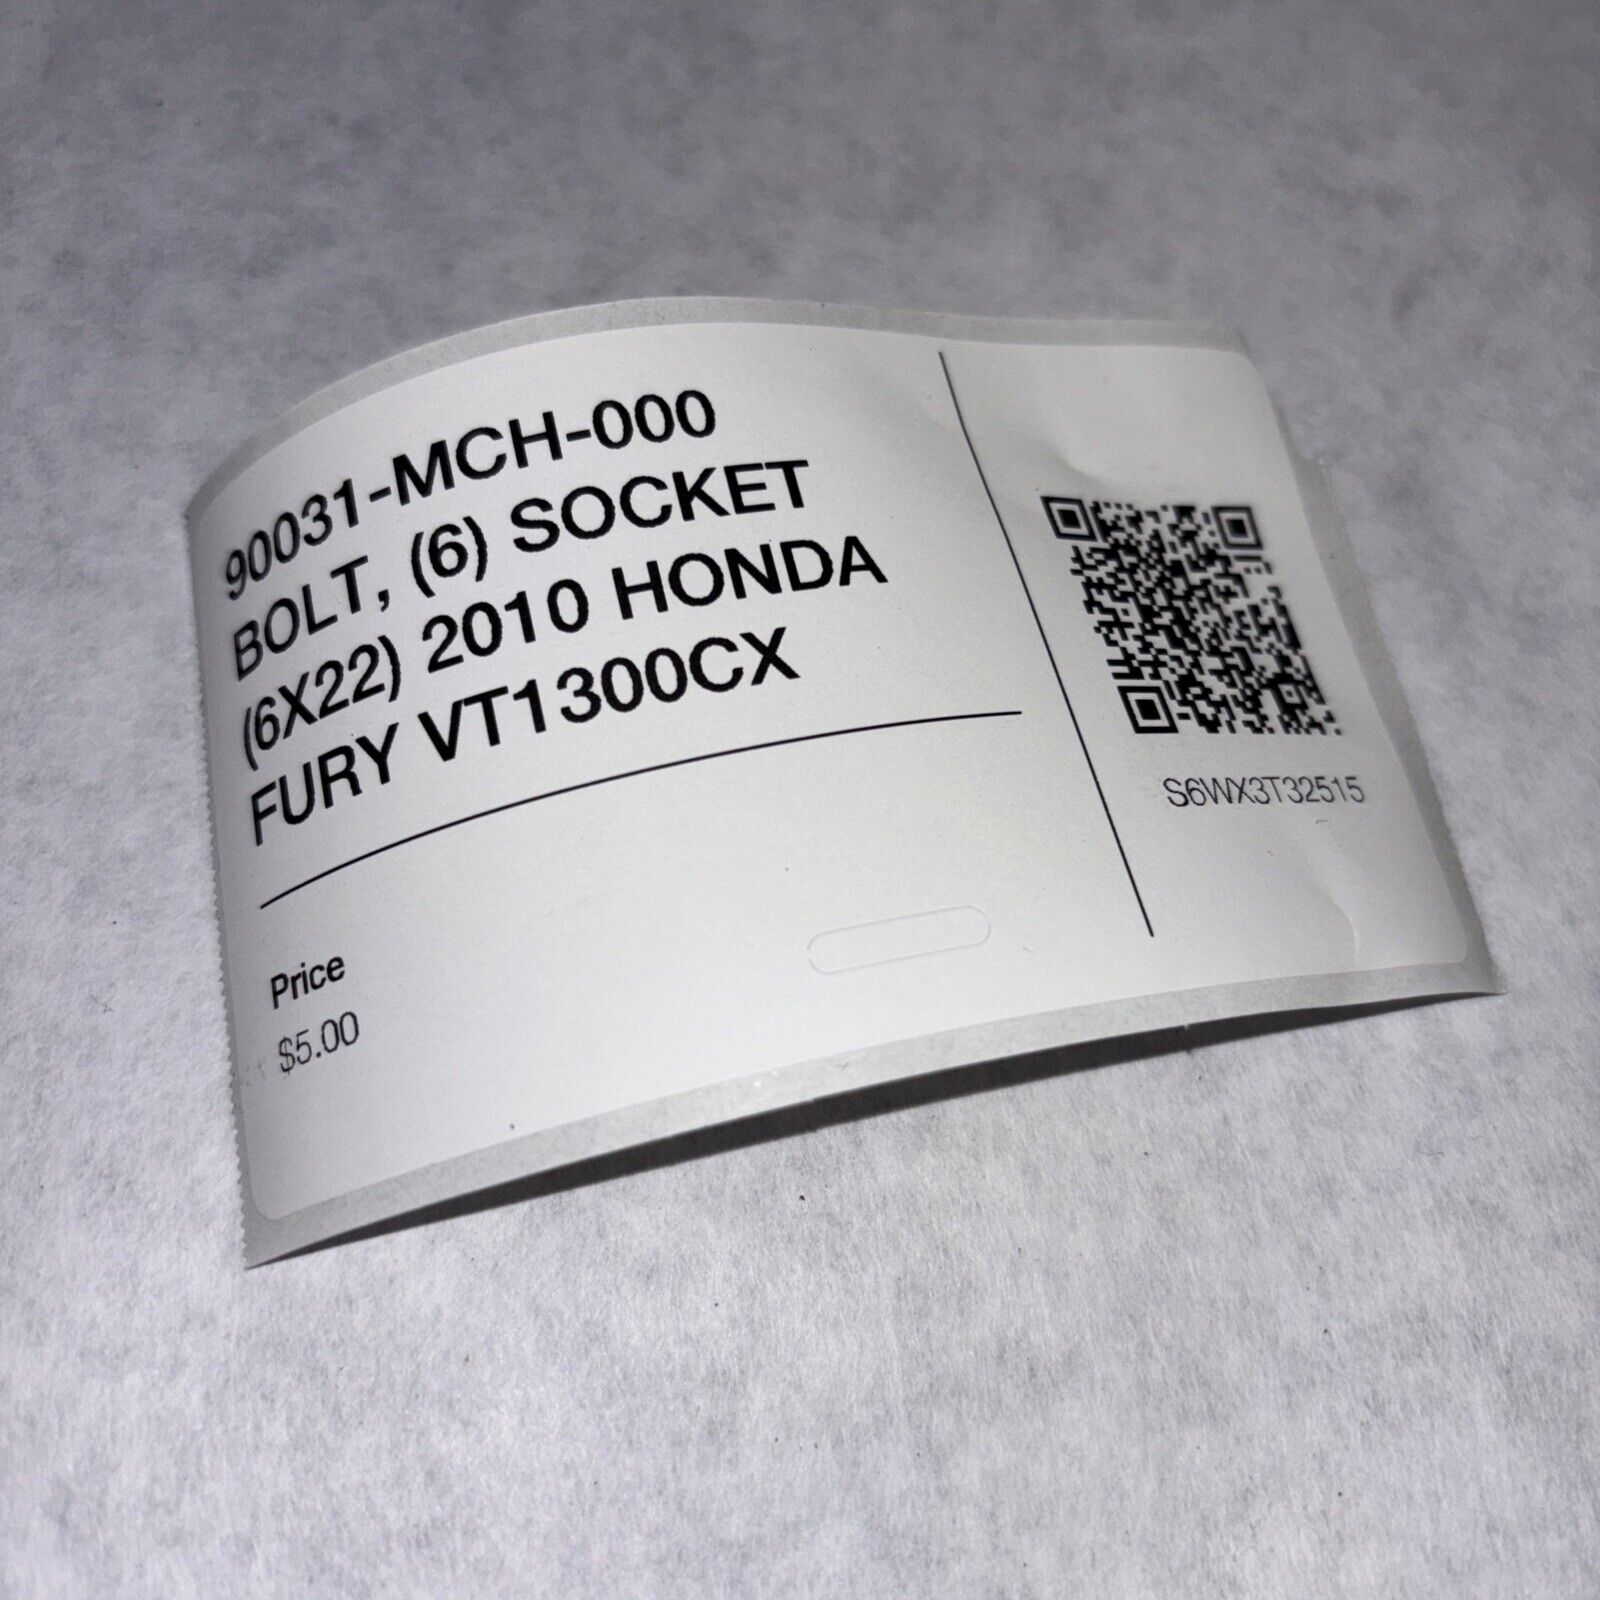 90031-MCH-000
BOLT, (6) SOCKET
(6X22) 2010 HONDA
FURY VT1300CX
Price
$5.00
S6WX3T32515